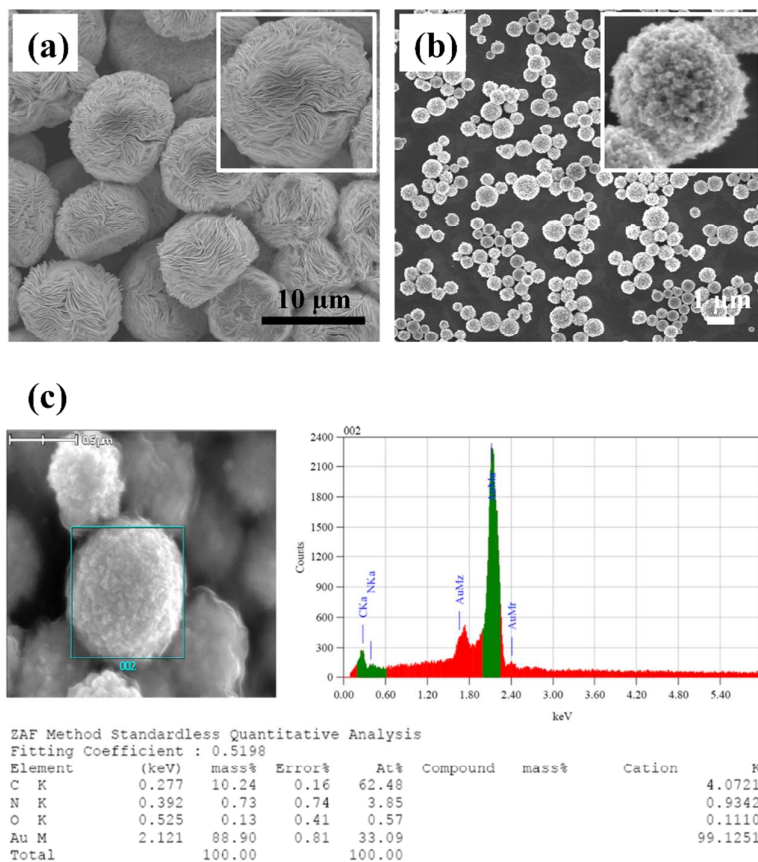 (a)
10 µm
(b)
1 µm
(c)
0.5µm
002
002
2400
2100
1800
1500
1200
900
600
300
0
Counts
CKa
NKa
AuMz
AuMr
0.00 0.60 1.20 1.80 2.40 3.00 3.60 4.20 4.80 5.40
keV
ZAF Method Standardless Quantitative Analysis
Fitting Coefficient : 0.5198
Element (keV) mass% Error% At% Compound mass% Cation K
C K 0.277 10.24 0.16 62.48 4.0721
N K 0.392 0.73 0.74 3.85 0.9342
O K 0.525 0.13 0.41 0.57 0.1110
Au M 2.121 88.90 0.81 33.09 99.1251
Total 100.00 100.00